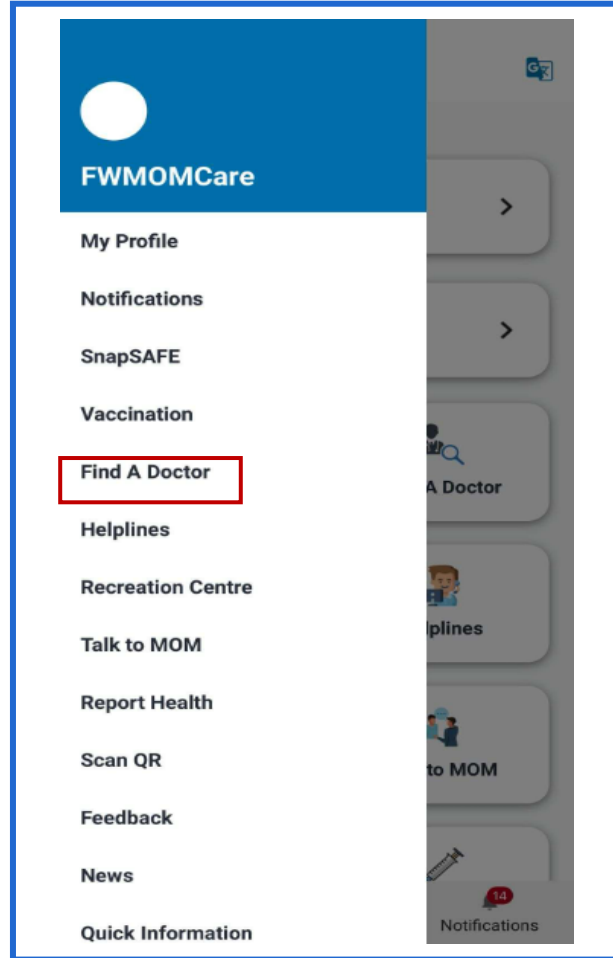 FWMOMCare
My Profile
Notifications
SnapSAFE
Vaccination
Find A Doctor
Helplines
Recreation Centre
Talk to MOM
Report Health
Scan QR
Feedback
News
Quick Information
A Doctor
lplines
to MOM
14
Notifications